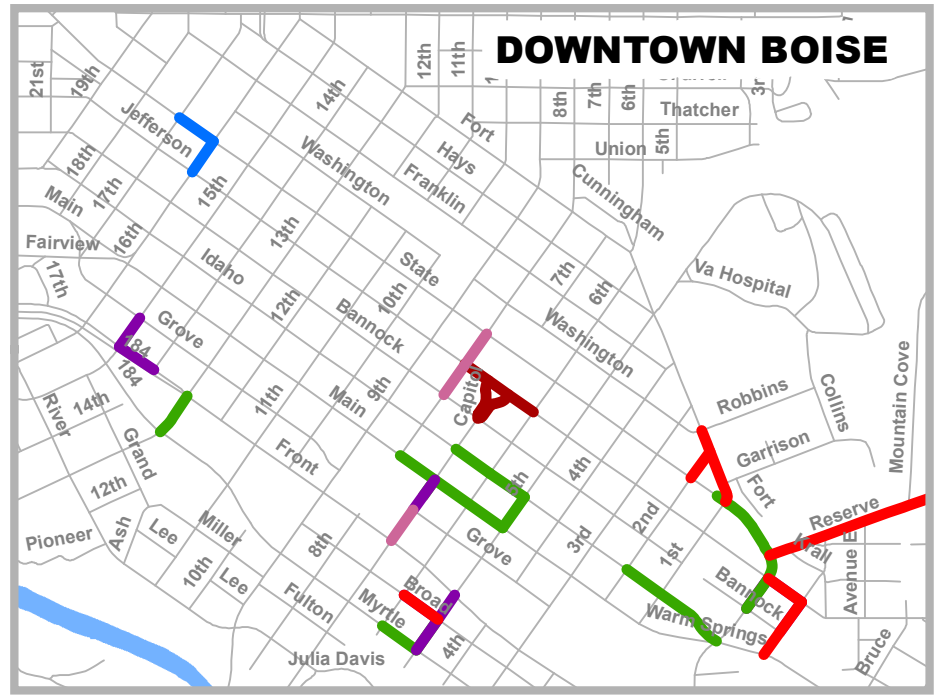 DOWNTOWN BOISE
12th
11th
21st
19th
14th
8th
7th
6th
Thatcher
Jefferson
Fort
Union
5th
18th
Hays
Washington
17th
15th
Franklin
Cunningham
Main
16th
13th
Fairview
Idaho
State
7th
Va Hospital
17th
12th
10th
6th
Grove
Bannock
Washington
184
184
9th
Mountain Cove
14th
11th
Main
Capitol
Robbins
Collins
River
Grand
Front
4th
Garrison
12th
Fort
Ash
Lee
Miller
8th
Grove
3rd
2nd
Reserve
Pioneer
1st
Krall
10th
Lee
Bannock
Avenue E
Fulton
Myrtle
Broad
Warm Springs
4th
Julia Davis
Bruce